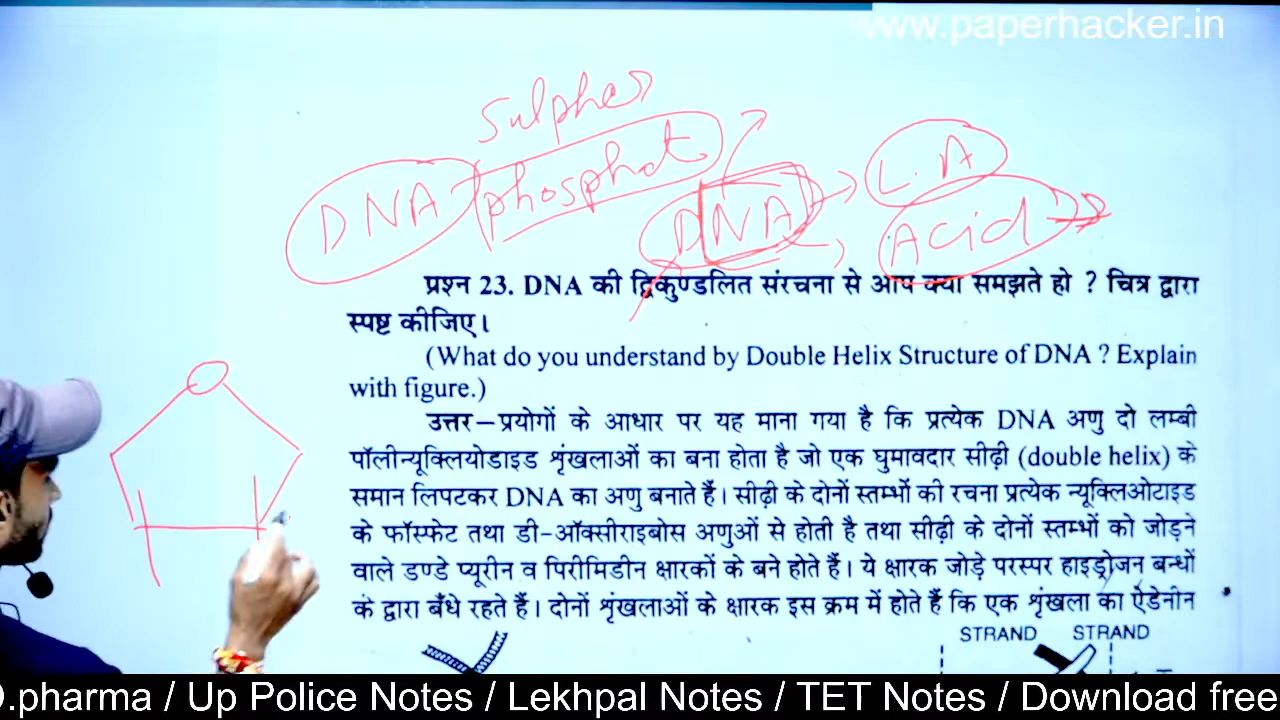 www.paperhacker.in
Sulpher
DNA phosphate
DNA L.A
Acid
प्रश्न 23. DNA की द्विकुण्डलित संरचना से आप क्या समझते हो ? चित्र द्वारा
स्पष्ट कीजिए।
(What do you understand by Double Helix Structure of DNA ? Explain
with figure.)
उत्तर–प्रयोगों के आधार पर यह माना गया है कि प्रत्येक DNA अणु दो लम्बी
पॉलीन्यूक्लियोडाइड शृंखलाओं का बना होता है जो एक घुमावदार सीढ़ी (double helix) के
समान लिपटकर DNA का अणु बनाते हैं। सीढ़ी के दोनों स्तम्भों की रचना प्रत्येक न्यूक्लिओटाइड
के फॉस्फेट तथा डी-ऑक्सीराइबोस अणुओं से होती है तथा सीढ़ी के दोनों स्तम्भों को जोड़ने
वाले डण्डे प्यूरीन व पिरीमिडीन क्षारकों के बने होते हैं। ये क्षारक जोड़े परस्पर हाइड्रोजन बन्धों
के द्वारा बँधे रहते हैं। दोनों शृंखलाओं के क्षारक इस क्रम में होते हैं कि एक शृंखला का ऐडेनीन
STRAND STRAND
D.pharma / Up Police Notes / Lekhpal Notes / TET Notes / Download free